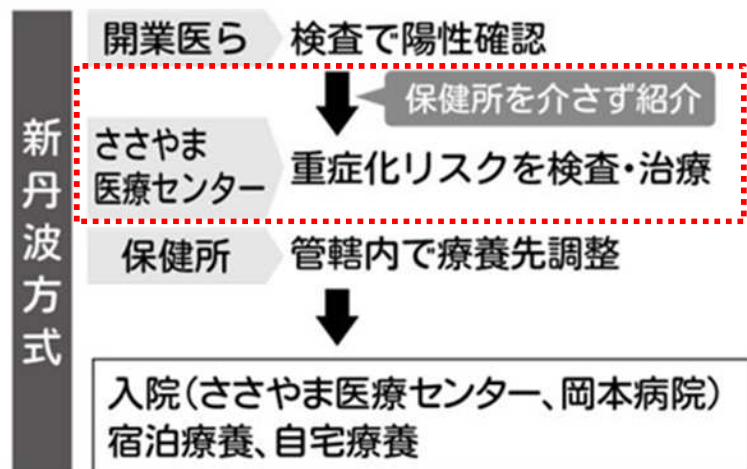 新丹波方式
開業医ら 検査で陽性確認
保健所を介さず紹介
ささやま
医療センター
重症化リスクを検査・治療
保健所 管轄内で療養先調整
入院(ささやま医療センター、岡本病院)
宿泊療養、自宅療養